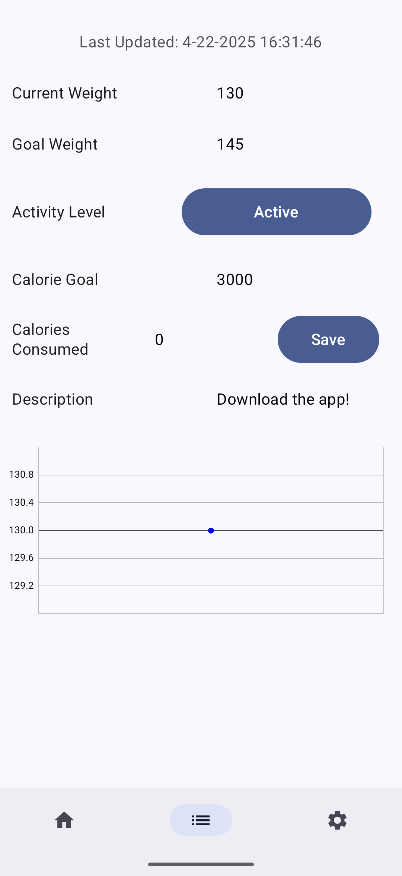 Last Updated: 4-22-2025 16:31:46
Current Weight 130
Goal Weight 145
Activity Level Active
Calorie Goal 3000
Calories
Consumed 0 Save
Description Download the app!
130.8
130.4
130.0
129.6
129.2